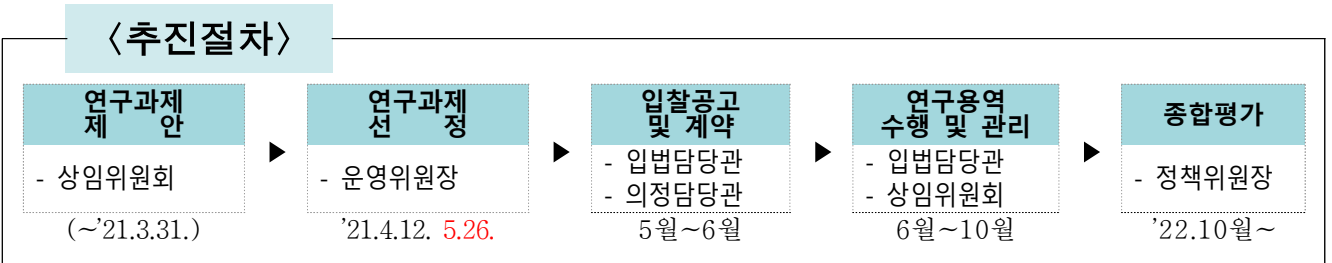 〈추진절차〉
연구과제
제 안
연구과제
선 정
입찰공고
및 계약
연구용역
수행 및 관리
종합평가
- 상임위원회
- 운영위원장
- 입법담당관
- 의정담당관
- 입법담당관
- 상임위원회
- 정책위원장
(~'21.3.31.)
'21.4.12. 5.26.
5월~6월
6월~10월
'22.10월~